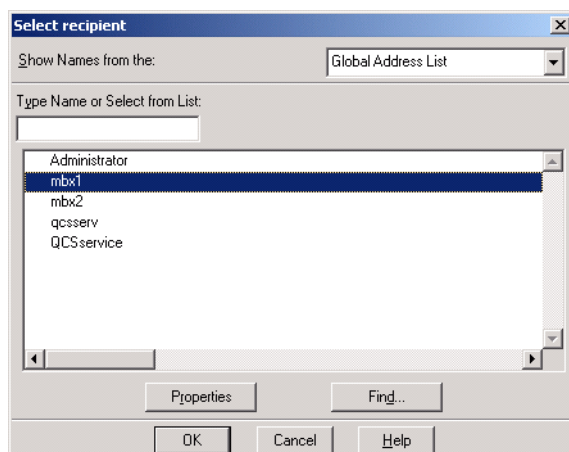 Select recipient
Show Names from the:
Global Address List
Type Name or Select from List:
Administrator
mbx1
mbx2
qcsserv
QCSservice
Properties
Find...
OK
Cancel
Help